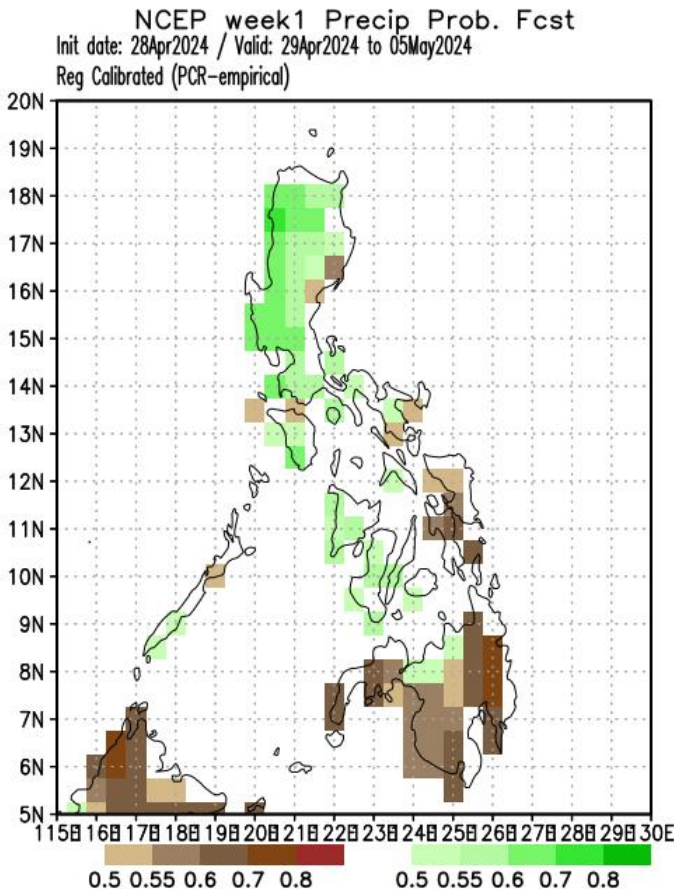 NCEP week1 Precip Prob. Fcst
Init date: 28Apr2024 / Valid: 29Apr2024 to 05May2024
Reg Calibrated (PCR-empirical)
20N
19N
18N
17N
16N
15N
14N
13N
12N
11N
10N
9N
8N
7N
6N
5N
115E 116E 117E 118E 119E 120E 121E 122E 123E 124E 125E 126E 127E 128E 129E 130E
0.5 0.55 0.6 0.7 0.8 0.5 0.55 0.6 0.7 0.8